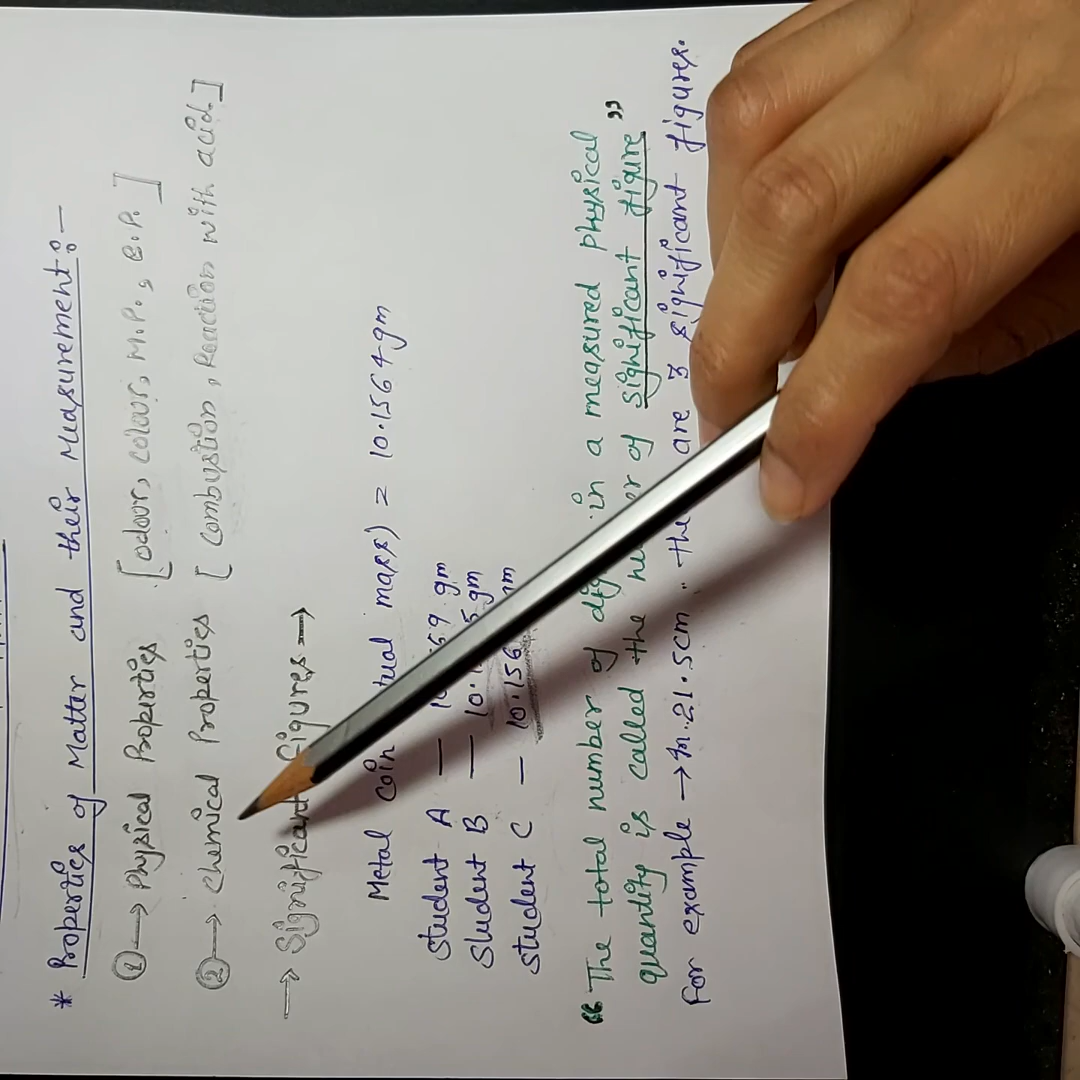 * Properties of Matter and their Measurement:-
① → Physical Properties [odour, colour, M.P., B.P.]
② → Chemical Properties [Combustion, Reaction with acid.]
→ Significant Figures →
Metal coin mass) = 10.1564 gm
Student A — gm
Student B — gm
Student C —
"The total number of in a measured physical
quantity is called the of significant figure"
For example → 21.5cm. are 3 significant figures.